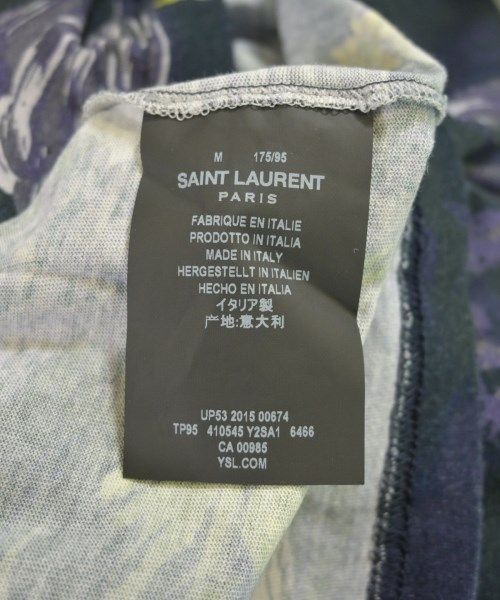 M 175/95
SAINT LAURENT
PARIS
FABRIQUE EN ITALIE
PRODOTTO IN ITALIA
MADE IN ITALY
HERGESTELLT IN ITALIEN
HECHO EN ITALIA
イタリア製
产地:意大利
UP53 2015 00674
TP95 410545 Y2SA1 6466
CA 00985
YSL.COM